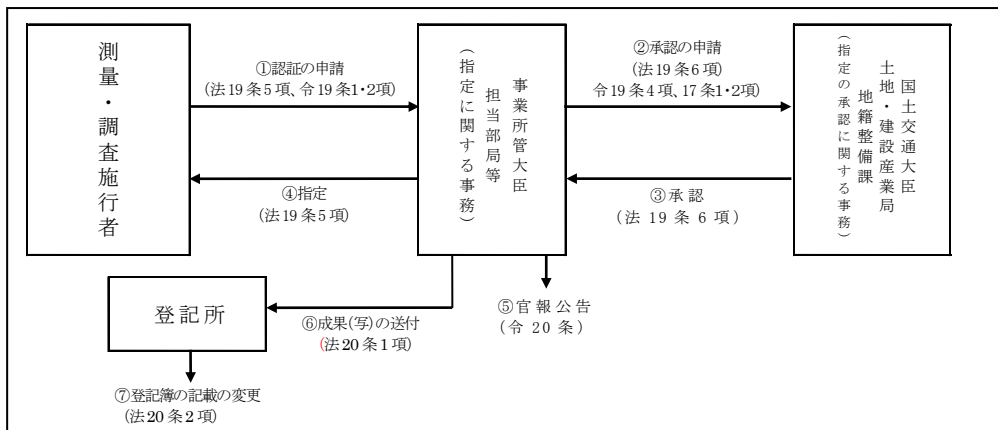 測量・調査施行者
①認証の申請
(法19条5項、令19条1・2項)
④指定
(法19条5項)
事業所管大臣
担当部局等
(指定に関する事務)
②承認の申請
(法19条6項)
令19条4項、17条1・2項)
③承認
(法19条6項)
国土交通大臣
土地・建設産業局
地籍整備課
(指定の承認に関する事務)
⑤官報公告
(令20条)
⑥成果(写)の送付
(法20条1項)
登記所
⑦登記簿の記載の変更
(法20条2項)